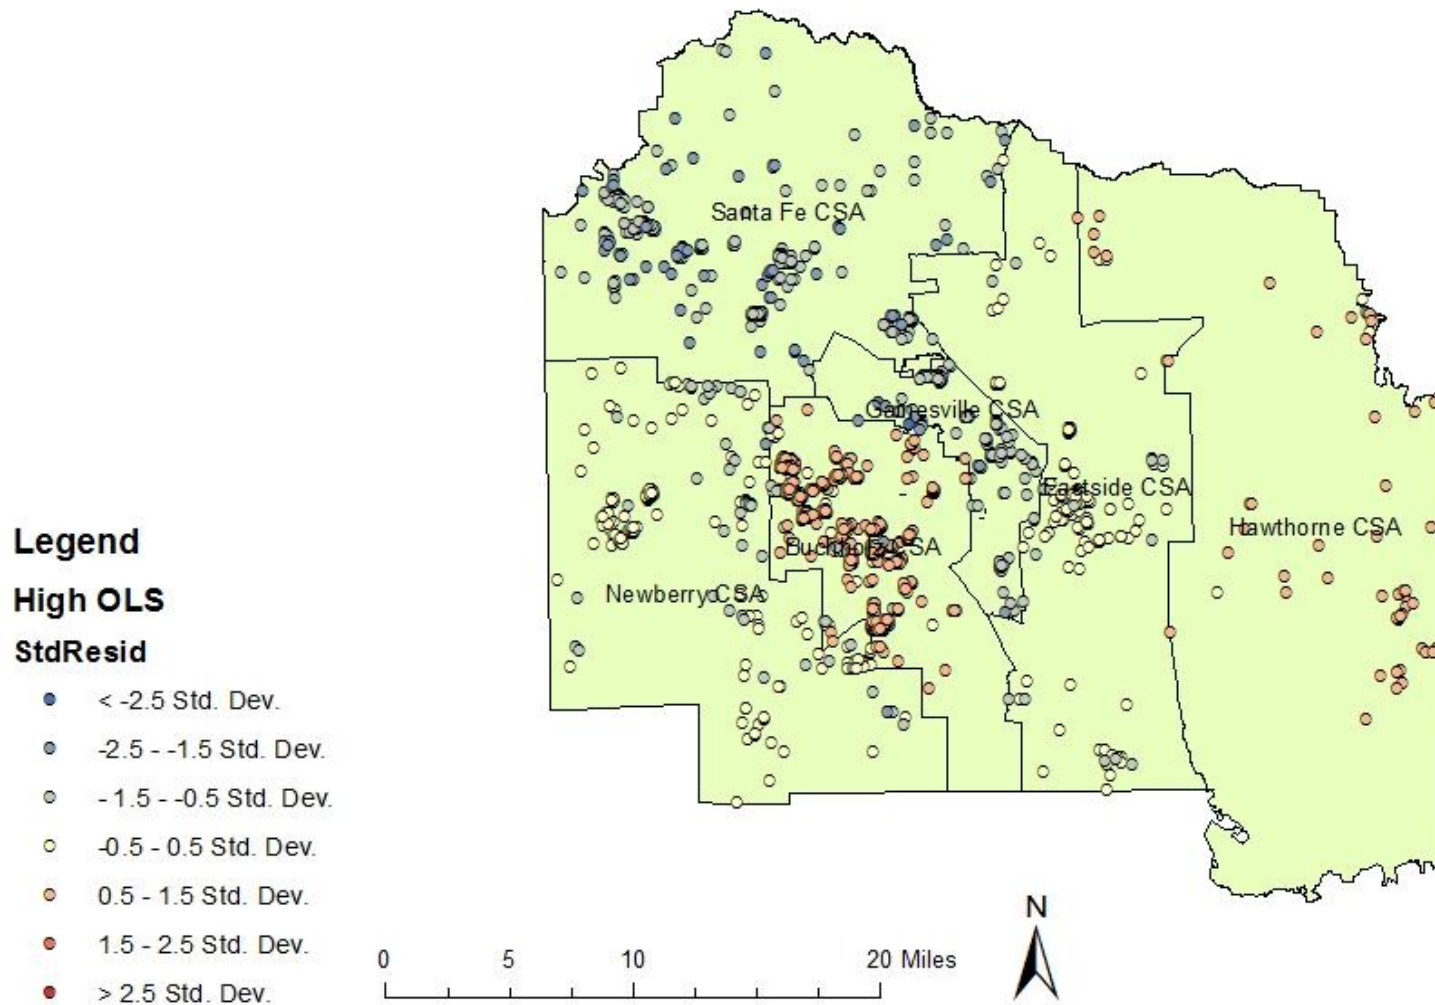 Santa Fe CSA
Gainesville CSA
Eastside CSA
Hawthorne CSA
Buchholz CSA
Newberry CSA
Legend
High OLS
StdResid
< -2.5 Std. Dev.
-2.5 - -1.5 Std. Dev.
- 1.5 - -0.5 Std. Dev.
-0.5 - 0.5 Std. Dev.
0.5 - 1.5 Std. Dev.
1.5 - 2.5 Std. Dev.
> 2.5 Std. Dev.
0 5 10 20 Miles
N